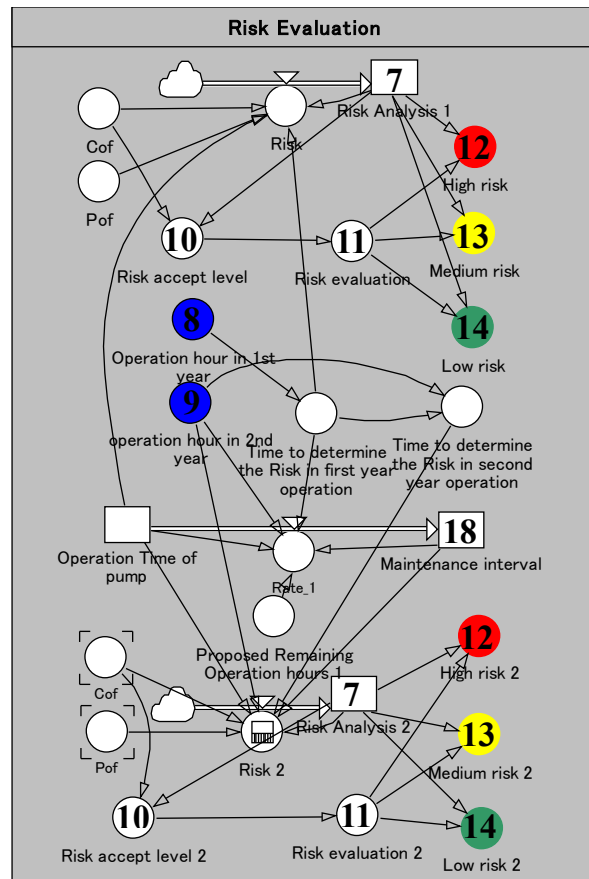 Risk Evaluation
7
Risk Analysis 1
Cof
Risk
12
High risk
Pof
10
11
13
Risk accept level
Risk evaluation
Medium risk
8
14
Operation hour in 1st
year
Low risk
9
operation hour in 2nd
year
Time to determine
the Risk in first year
operation
Time to determine
the Risk in second
year operation
18
Operation Time of
pump
Maintenance interval
Rate_1
Proposed Remaining
Operation hours 1
12
High risk 2
Cof
7
Risk Analysis 2
Pof
Risk 2
13
Medium risk 2
10
11
14
Risk accept level 2
Risk evaluation 2
Low risk 2